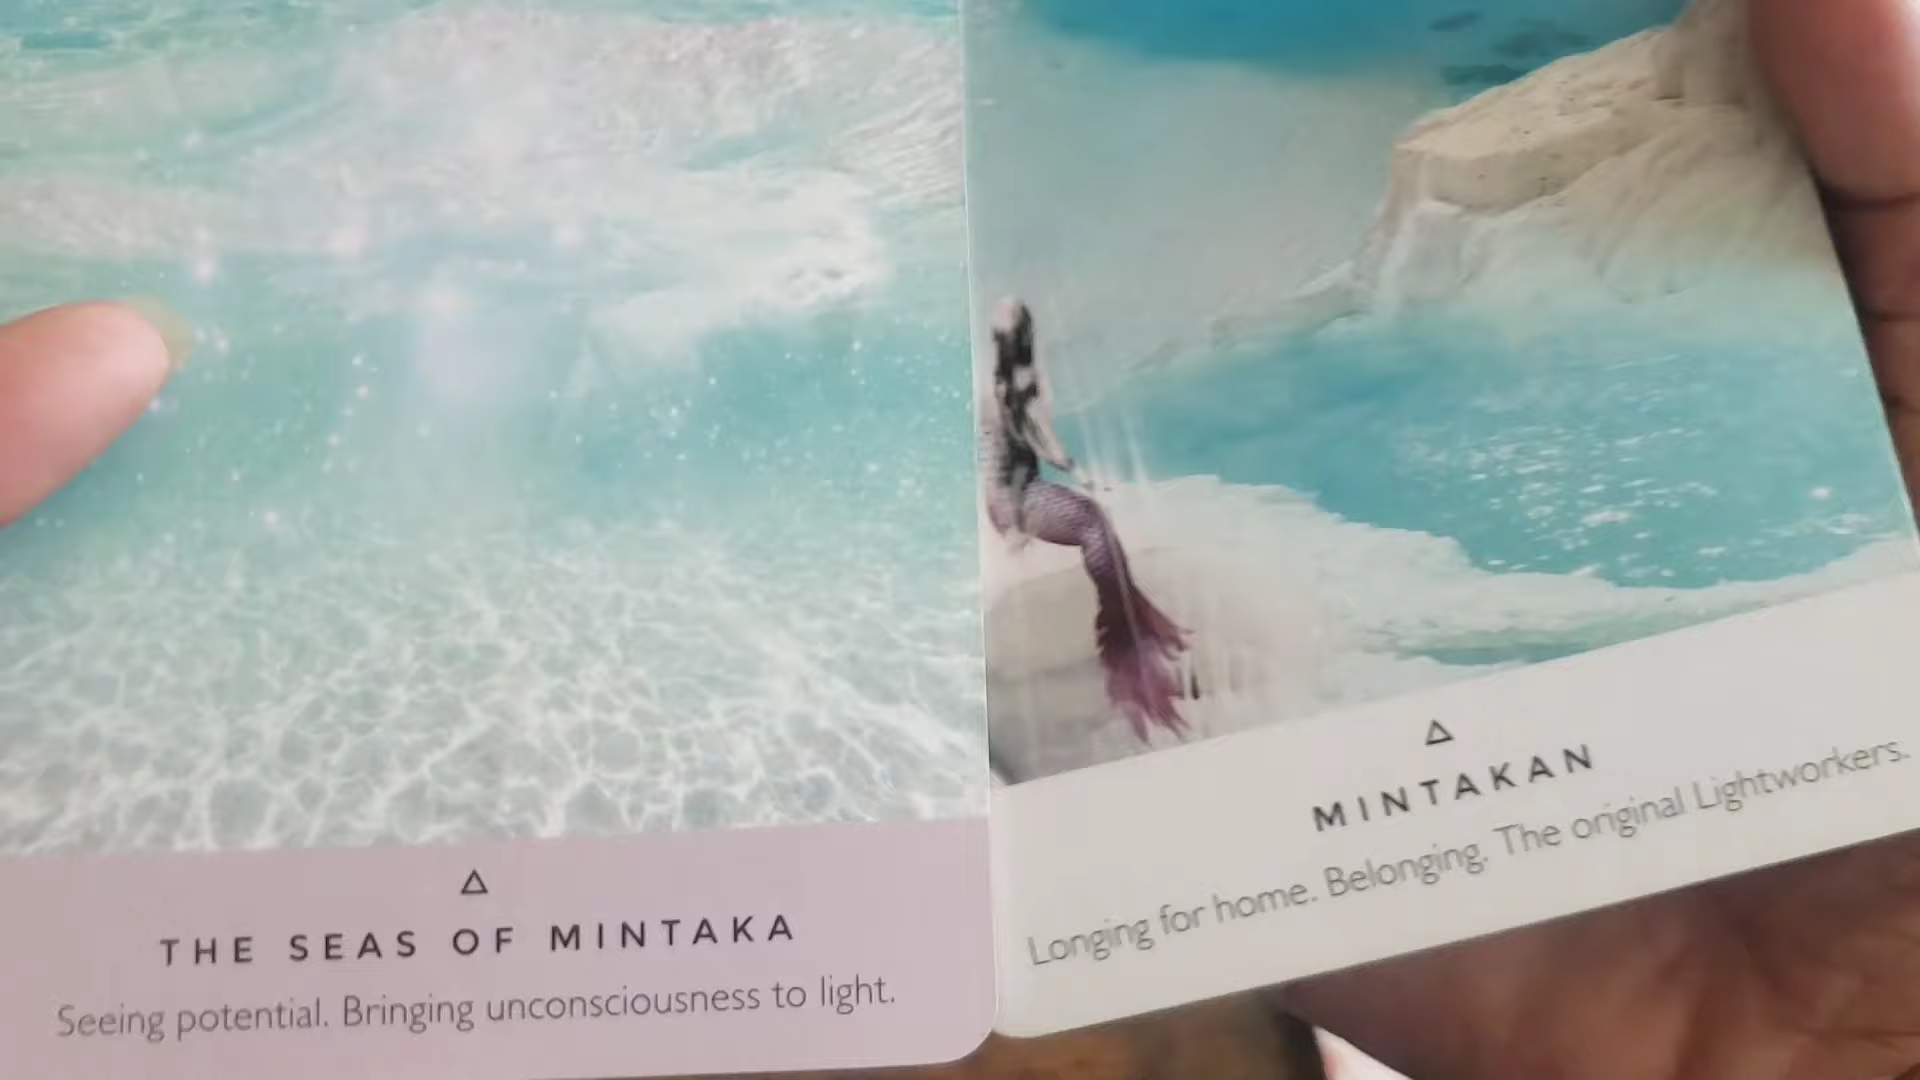 THE SEAS OF MINTAKA
Seeing potential. Bringing unconsciousness to light.
MINTAKAN
Longing for home. Belonging. The original Lightworkers.